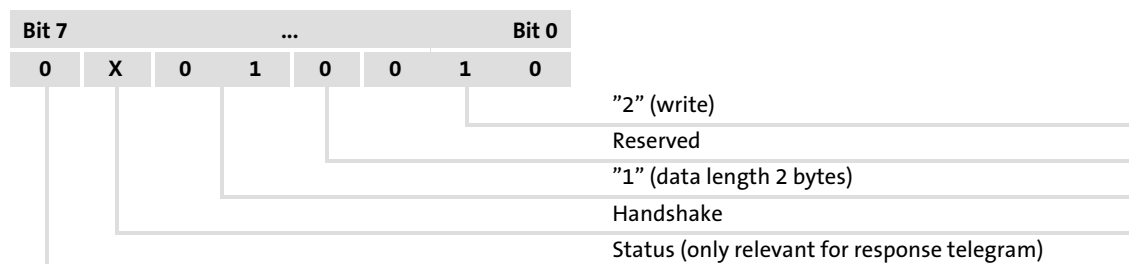 Bit 7 ... Bit 0
0 X 0 1 0 0 1 0
”2” (write)
Reserved
”1” (data length 2 bytes)
Handshake
Status (only relevant for response telegram)